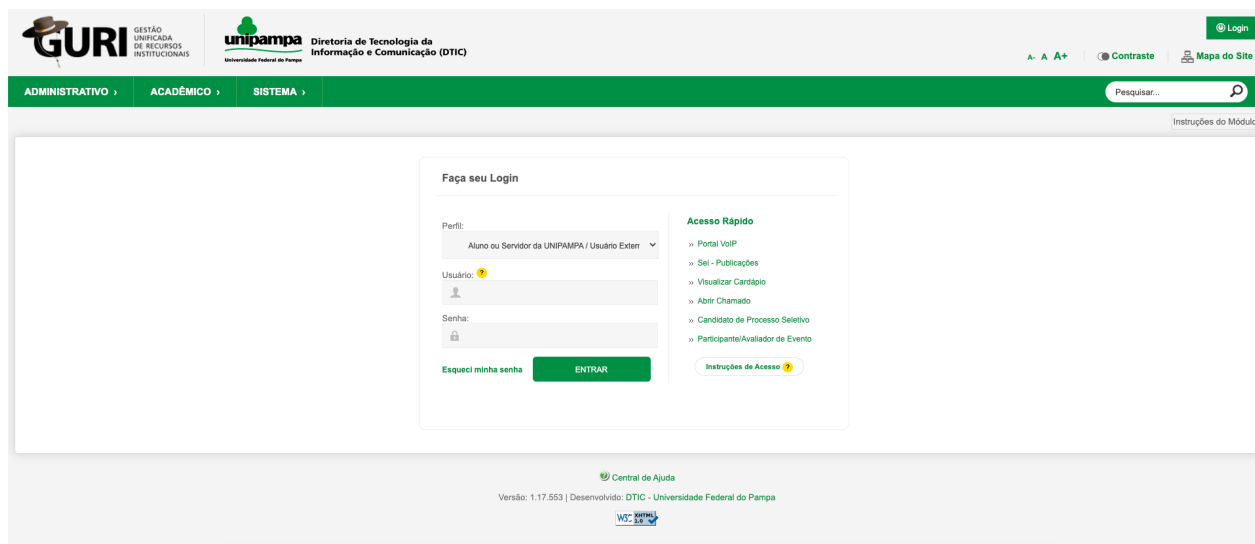 GURI
GESTÃO
UNIFICADA
DE RECURSOS
INSTITUCIONAIS
unipampa
Universidade Federal do Pampa
Diretoria de Tecnologia da
Informação e Comunicação (DTIC)
Login
A- A A+
Contraste
Mapa do Site
ADMINISTRATIVO › ACADÊMICO › SISTEMA ›
Pesquisar...
Instruções do Módulo
Faça seu Login
Perfil:
Aluno ou Servidor da UNIPAMPA / Usuário Extern
Usuário: ?
Senha:
Esqueci minha senha
ENTRAR
Acesso Rápido
›› Portal VoIP
›› Sei - Publicações
›› Visualizar Cardápio
›› Abrir Chamado
›› Candidato de Processo Seletivo
›› Participante/Avaliador de Evento
Instruções de Acesso ?
Central de Ajuda
Versão: 1.17.553 | Desenvolvido: DTIC - Universidade Federal do Pampa
W3C XHTML 1.0